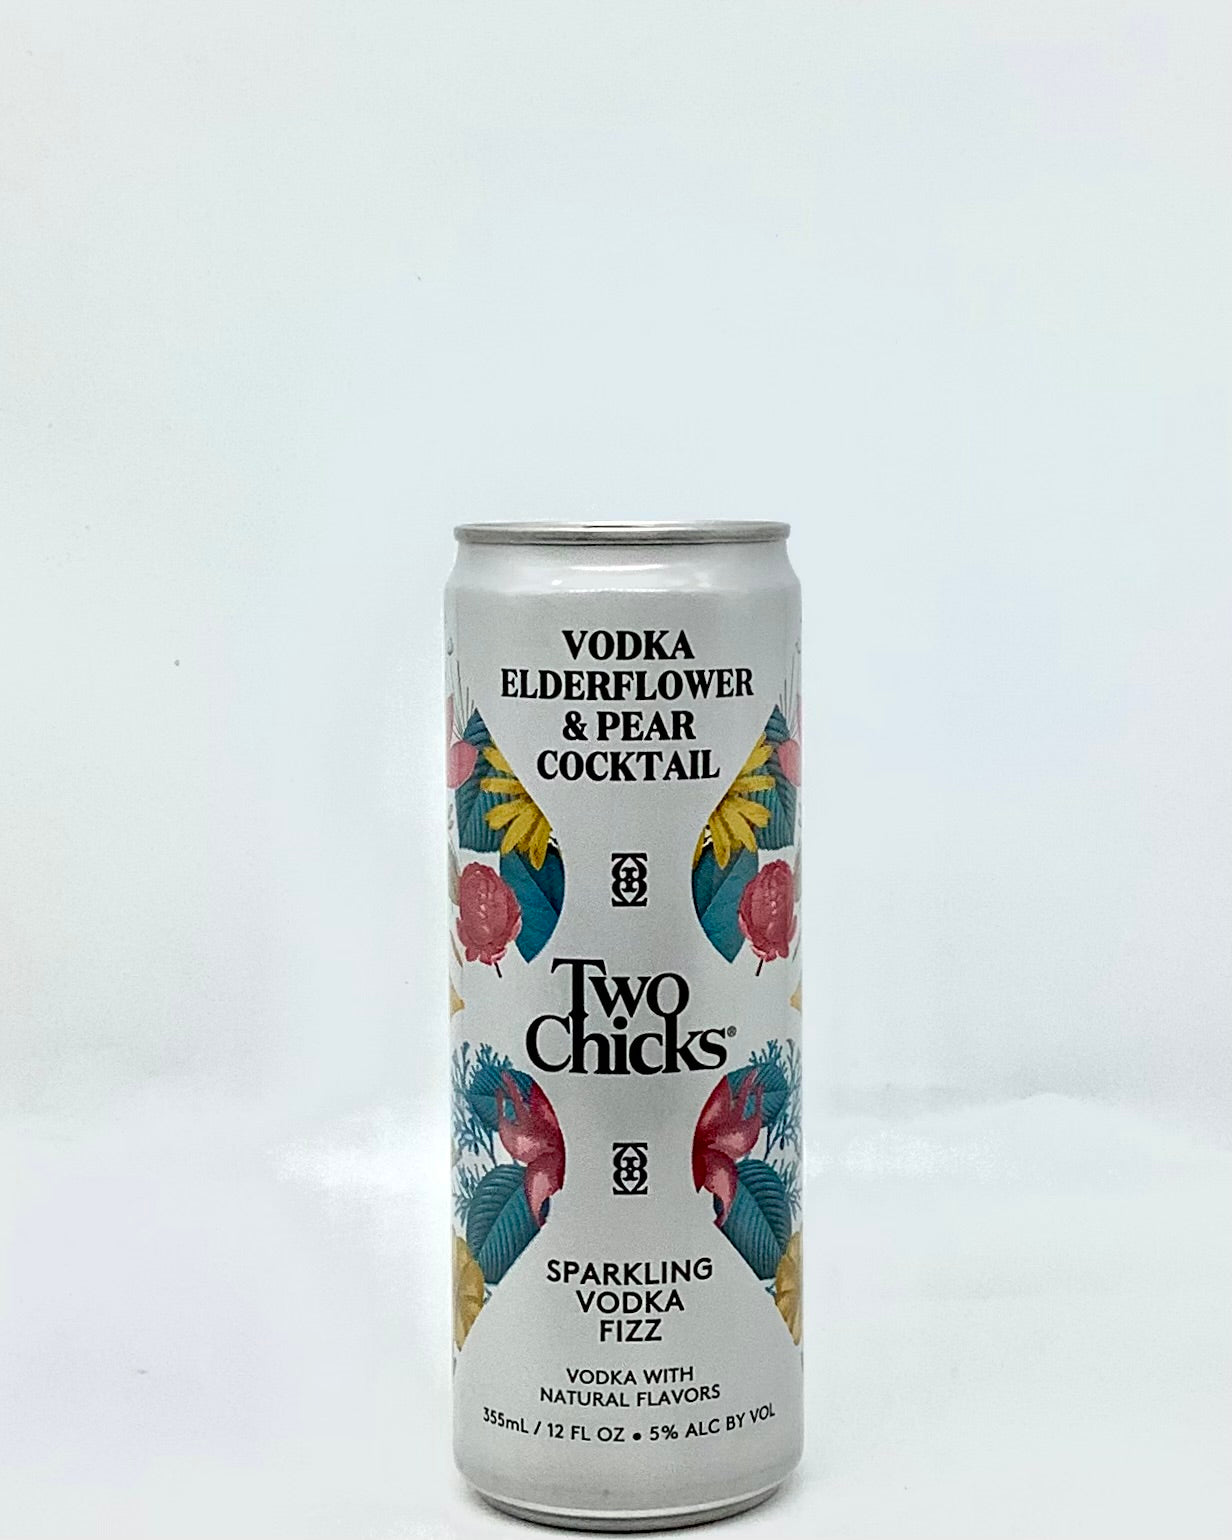 VODKA
ELDERFLOWER
& PEAR
COCKTAIL
Two
Chicks®
SPARKLING
VODKA
FIZZ
VODKA WITH
NATURAL FLAVORS
355mL / 12 FL OZ • 5% ALC BY VOL